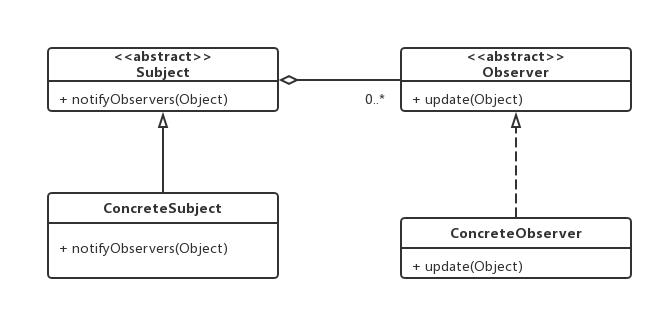 <<abstract>>
Subject
+ notifyObservers(Object)
0..*
<<abstract>>
Observer
+ update(Object)
ConcreteSubject
+ notifyObservers(Object)
ConcreteObserver
+ update(Object)